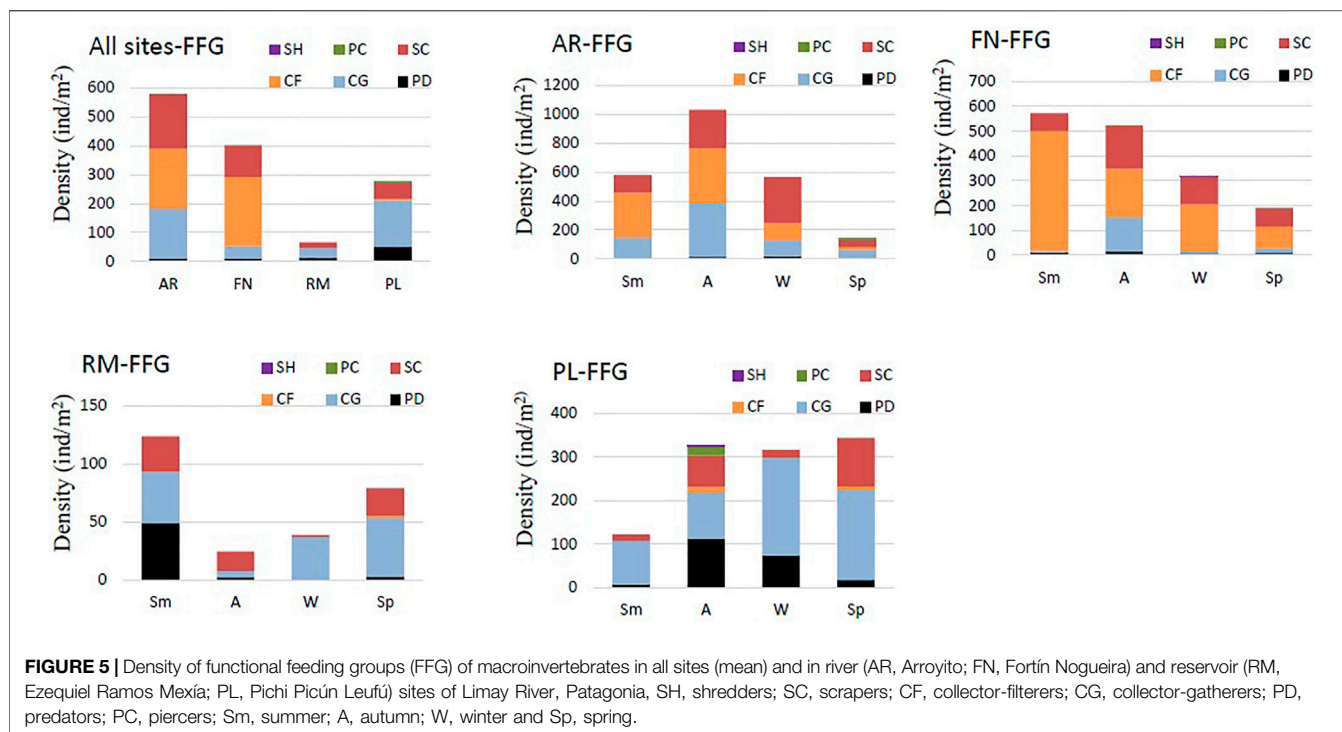 All sites-FFG
SH PC SC
CF CG PD
Density (ind/m²)
600
500
400
300
200
100
0
AR FN RM PL
AR-FFG
SH PC SC
CF CG PD
Density (ind/m²)
1200
1000
800
600
400
200
0
Sm A W Sp
FN-FFG
SH PC SC
CF CG PD
Density (ind/m²)
700
600
500
400
300
200
100
0
Sm A W Sp
RM-FFG
SH PC SC
CF CG PD
Density (ind/m²)
150
100
50
0
Sm A W Sp
PL-FFG
SH PC SC
CF CG PD
Density (ind/m²)
400
300
200
100
0
Sm A W Sp
FIGURE 5 | Density of functional feeding groups (FFG) of macroinvertebrates in all sites (mean) and in river (AR, Arroyito; FN, Fortín Nogueira) and reservoir (RM,
Ezequiel Ramos Mexía; PL, Pichi Picún Leufú) sites of Limay River, Patagonia, SH, shredders; SC, scrapers; CF, collector-filterers; CG, collector-gatherers; PD,
predators; PC, piercers; Sm, summer; A, autumn; W, winter and Sp, spring.